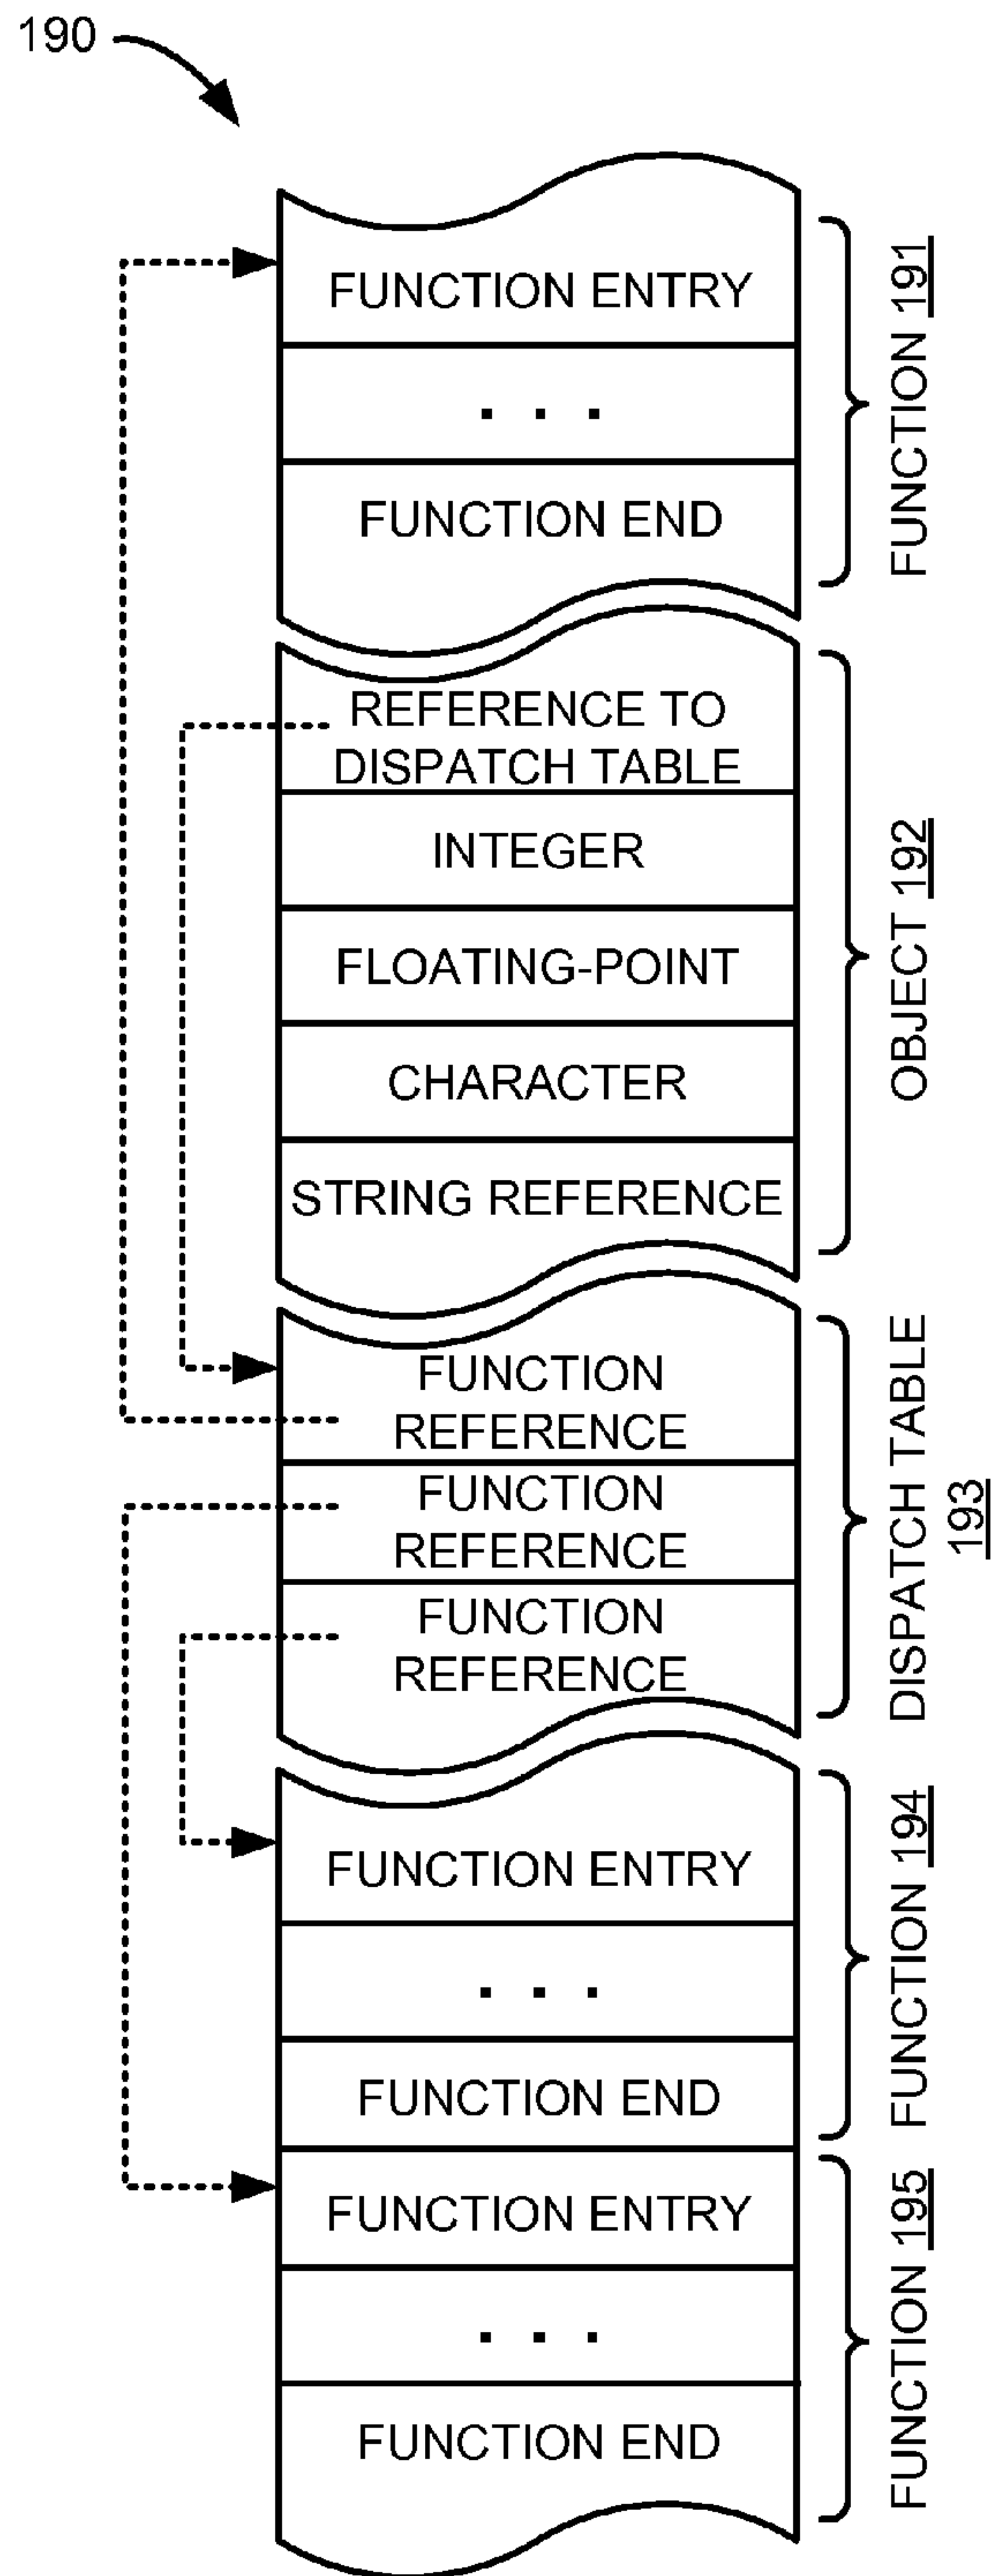 190
FUNCTION ENTRY
. . .
FUNCTION END
FUNCTION 191
REFERENCE TO
DISPATCH TABLE
INTEGER
FLOATING-POINT
CHARACTER
STRING REFERENCE
OBJECT 192
FUNCTION
REFERENCE
FUNCTION
REFERENCE
FUNCTION
REFERENCE
DISPATCH TABLE
193
FUNCTION ENTRY
. . .
FUNCTION END
FUNCTION 194
FUNCTION ENTRY
. . .
FUNCTION END
FUNCTION 195